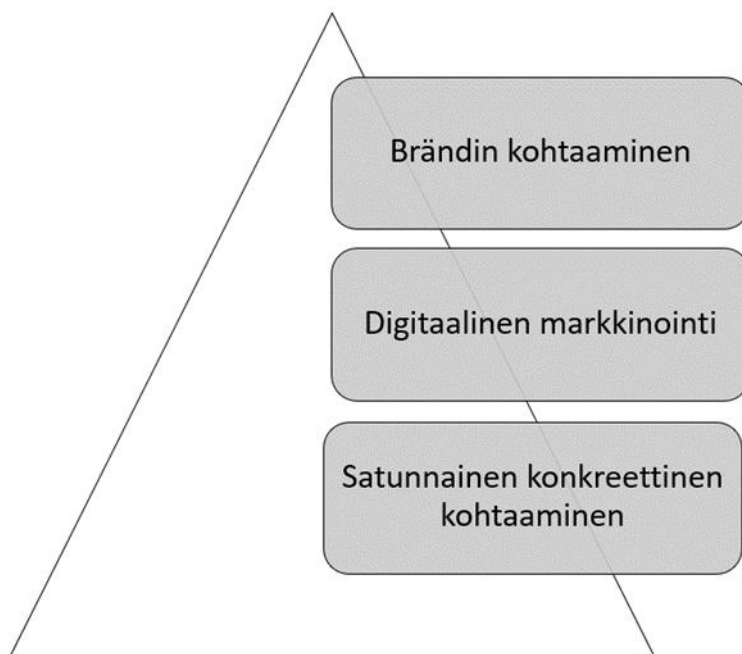 Brändin kohtaaminen
Digitaalinen markkinointi
Satunnainen konkreettinen
kohtaaminen